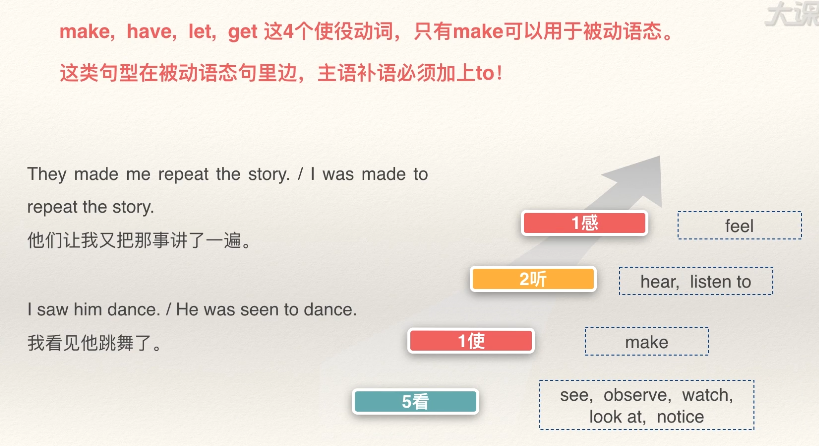 大课
make, have, let, get 这4个使役动词，只有make可以用于被动语态。
这类句型在被动语态句里边，主语补语必须加上to！
They made me repeat the story. / I was made to
repeat the story.
他们让我又把那事讲了一遍。
I saw him dance. / He was seen to dance.
我看见他跳舞了。
1感
feel
2听
hear, listen to
1使
make
5看
see, observe, watch,
look at, notice